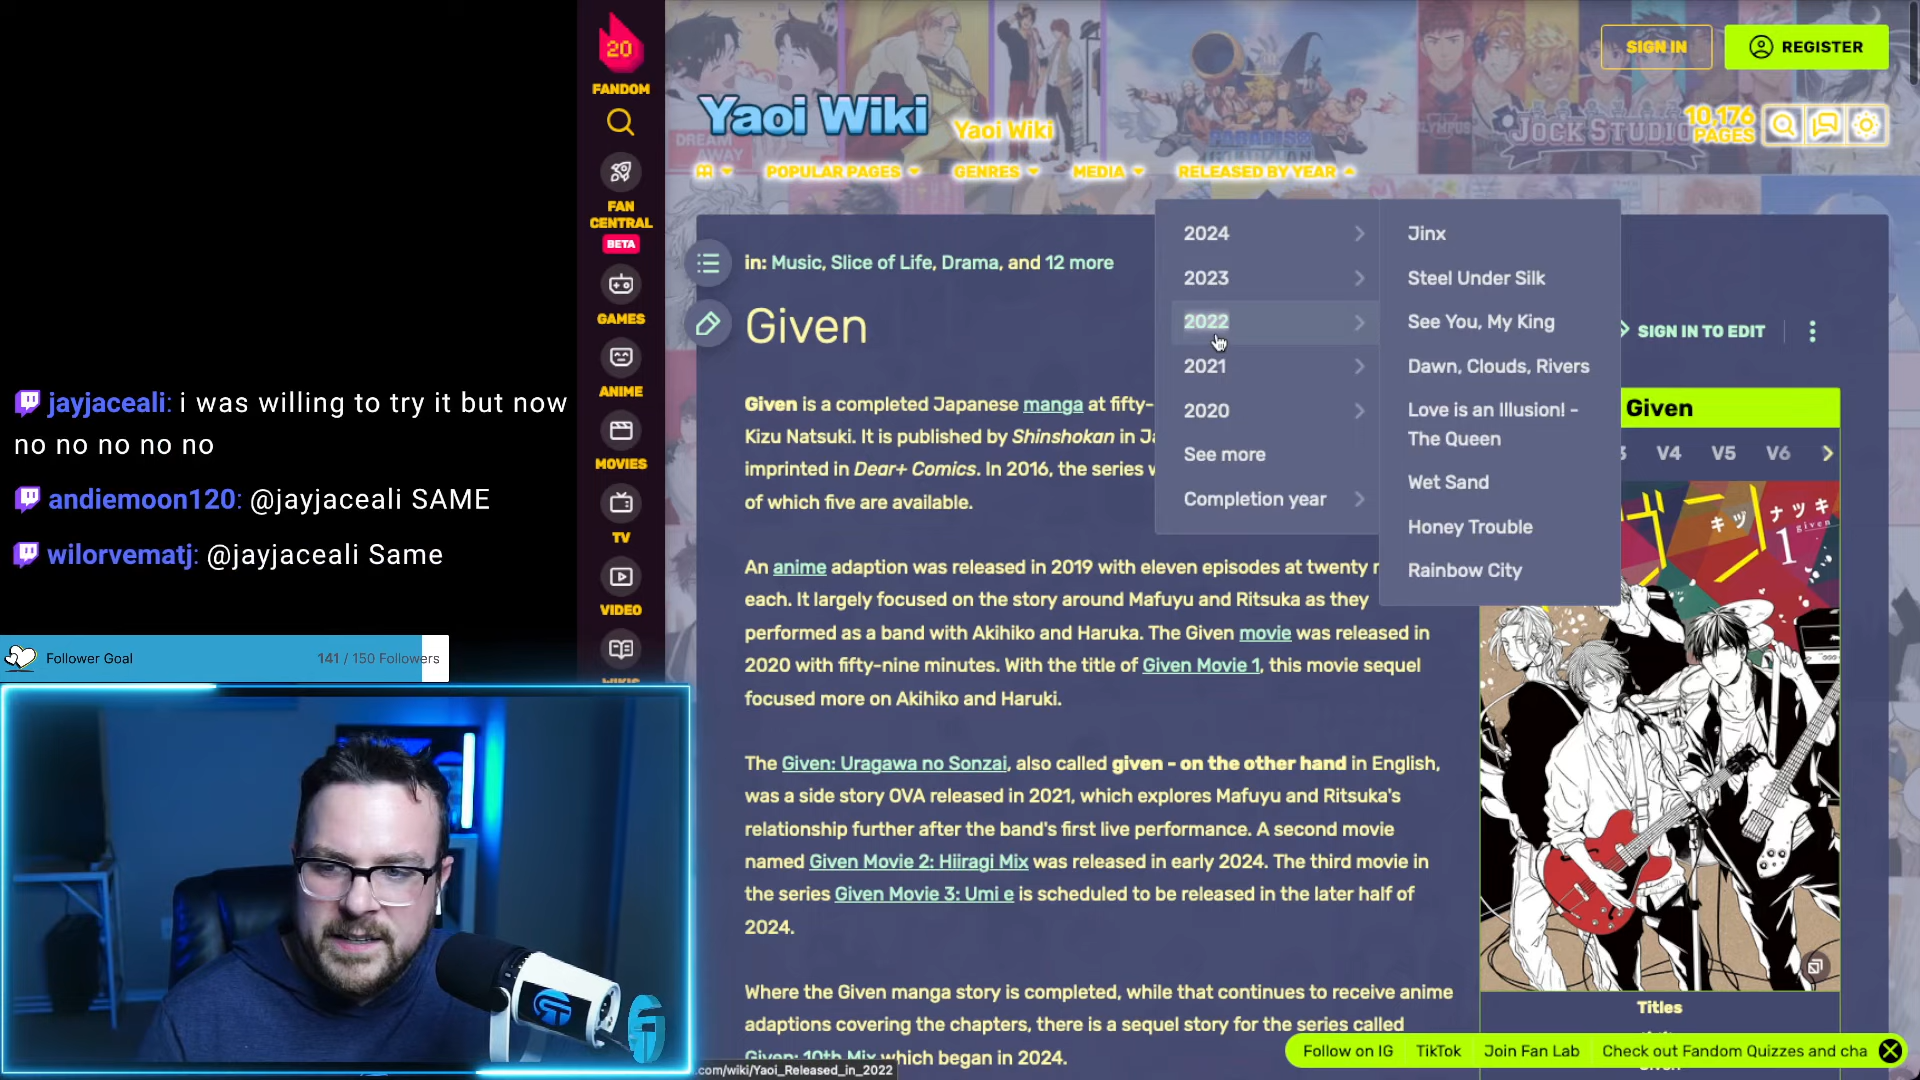 jayjaceali: i was willing to try it but now
no no no no no
andiemoon120: @jayjaceali SAME
wilorvematj: @jayjaceali Same
Follower Goal 141 / 150 Followers
20
FANDOM
FAN
CENTRAL
BETA
GAMES
ANIME
MOVIES
TV
VIDEO
SIGN IN
REGISTER
DREAM
AWAY
PARADISE
JOCK STUDIO
Yaoi Wiki
Yaoi Wiki
10,176
PAGES
POPULAR PAGES
GENRES
MEDIA
RELEASED BY YEAR
2024
2023
2022
2021
2020
See more
Completion year
Jinx
Steel Under Silk
See You, My King
Dawn, Clouds, Rivers
Love is an Illusion! -
The Queen
Wet Sand
Honey Trouble
Rainbow City
in: Music, Slice of Life, Drama, and 12 more
Given
SIGN IN TO EDIT
Given is a completed Japanese manga at fifty-
Kizu Natsuki. It is published by Shinshokan in
imprinted in Dear+ Comics. In 2016, the series
of which five are available.
An anime adaption was released in 2019 with eleven episodes at twenty
each. It largely focused on the story around Mafuyu and Ritsuka as they
performed as a band with Akihiko and Haruka. The Given movie was released in
2020 with fifty-nine minutes. With the title of Given Movie 1, this movie sequel
focused more on Akihiko and Haruki.
The Given: Uragawa no Sonzai, also called given - on the other hand in English,
was a side story OVA released in 2021, which explores Mafuyu and Ritsuka's
relationship further after the band's first live performance. A second movie
named Given Movie 2: Hiiragi Mix was released in early 2024. The third movie in
the series Given Movie 3: Umi e is scheduled to be released in the later half of
2024.
Where the Given manga story is completed, while that continues to receive anime
adaptions covering the chapters, there is a sequel story for the series called
Given: 10th Mix which began in 2024.
Given
V4 V5 V6
キヅナツキ
given
1
Titles
Follow on IG TikTok Join Fan Lab Check out Fandom Quizzes and cha
.com/wiki/Yaoi_Released_in_2022